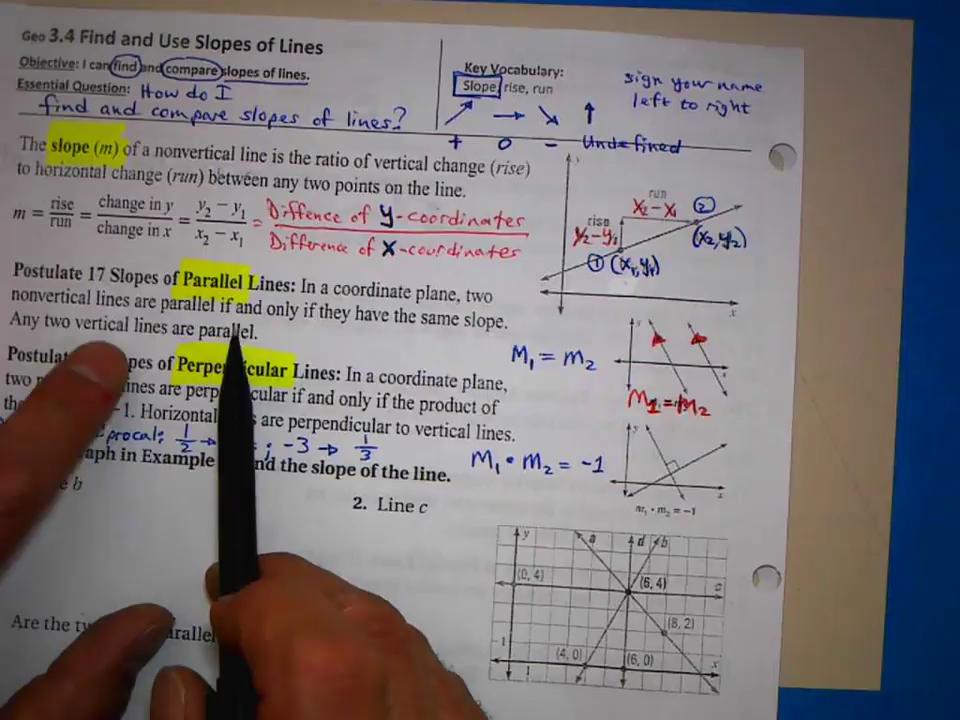 Geo 3.4 Find and Use Slopes of Lines
Objective: I can find and compare slopes of lines.
Essential Question: How do I
find and compare slopes of lines?
Key Vocabulary:
Slope, rise, run
+ 0 - Undefined
sign your name
left to right
The slope (m) of a nonvertical line is the ratio of vertical change (rise)
to horizontal change (run) between any two points on the line.
m = rise/run = change in y/change in x = y₂ − y₁/x₂ − x₁ = Diffence of y-coordinates/Difference of x-coordinates
y
run
x₂-x₁ ②
rise
y₂-y₁ (x₂,y₂)
① (x₁,y₁)
x
Postulate 17 Slopes of Parallel Lines: In a coordinate plane, two
nonvertical lines are parallel if and only if they have the same slope.
Any two vertical lines are parallel.
m₁ = m₂
y
x
m₁ = m₂
of Perpendicular Lines: In a coordinate plane,
two lines are if and only if the product of
−1. Horizontal are perpendicular to vertical lines.
1/2 → ; -3 → 1/3
m₁ • m₂ = -1
y
x
m₁ • m₂ = −1
in Example the slope of the line.
b
2. Line c
y a d b
(0, 4) (6, 4) c
(8, 2)
1
(4, 0) (6, 0) x
1
Are the